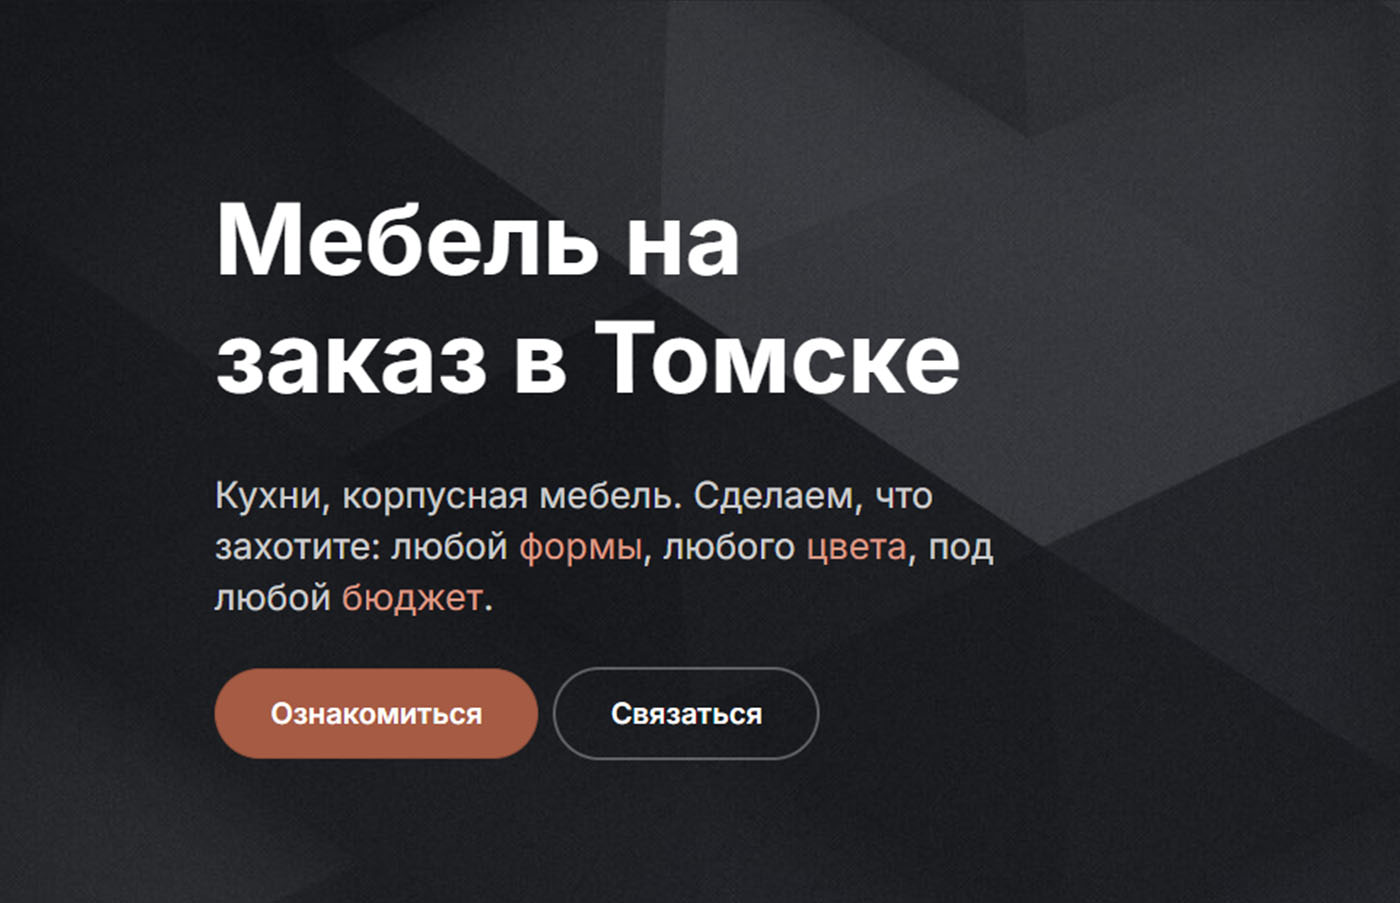 Мебель на
заказ в Томске
Кухни, корпусная мебель. Сделаем, что
захотите: любой формы, любого цвета, под
любой бюджет.
Ознакомиться
Связаться